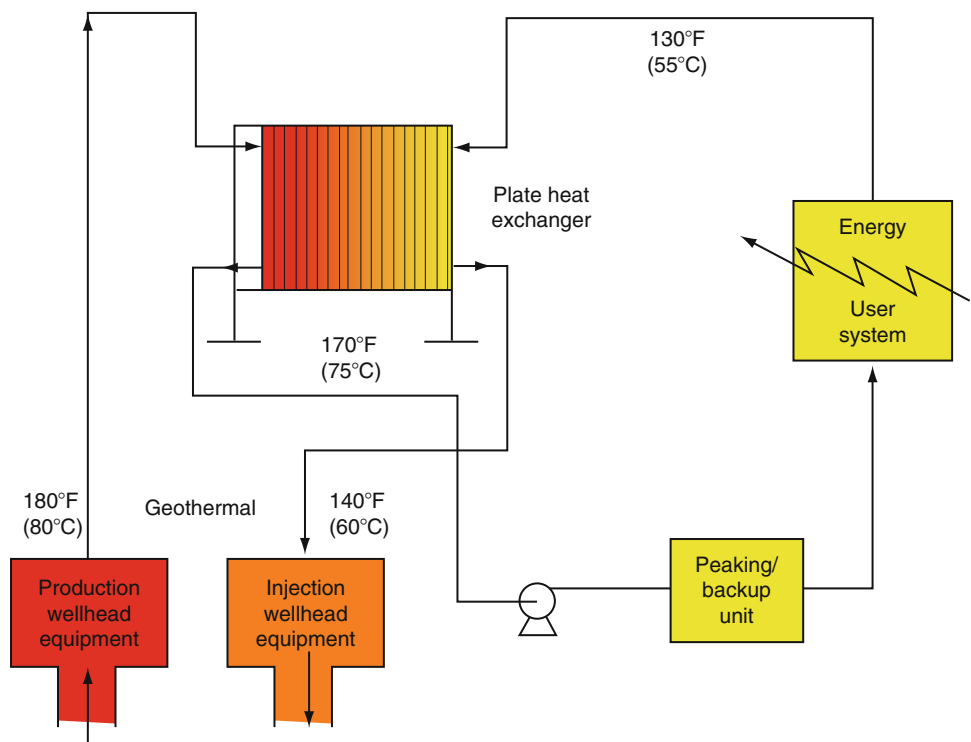 130°F
(55°C)
Plate heat
exchanger
Energy
User
system
170°F
(75°C)
180°F
(80°C)
Geothermal
140°F
(60°C)
Production
wellhead
equipment
Injection
wellhead
equipment
Peaking/
backup
unit